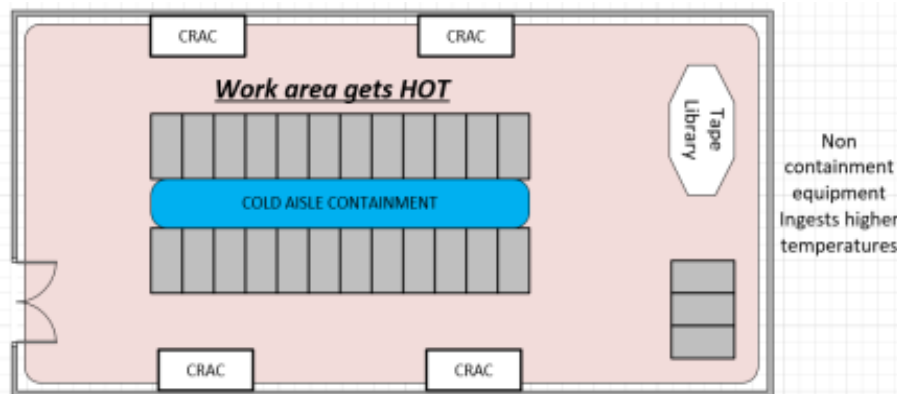 CRAC
CRAC
Work area gets HOT
Tape
Library
Non
containment
equipment
Ingests higher
temperatures
COLD AISLE CONTAINMENT
CRAC
CRAC